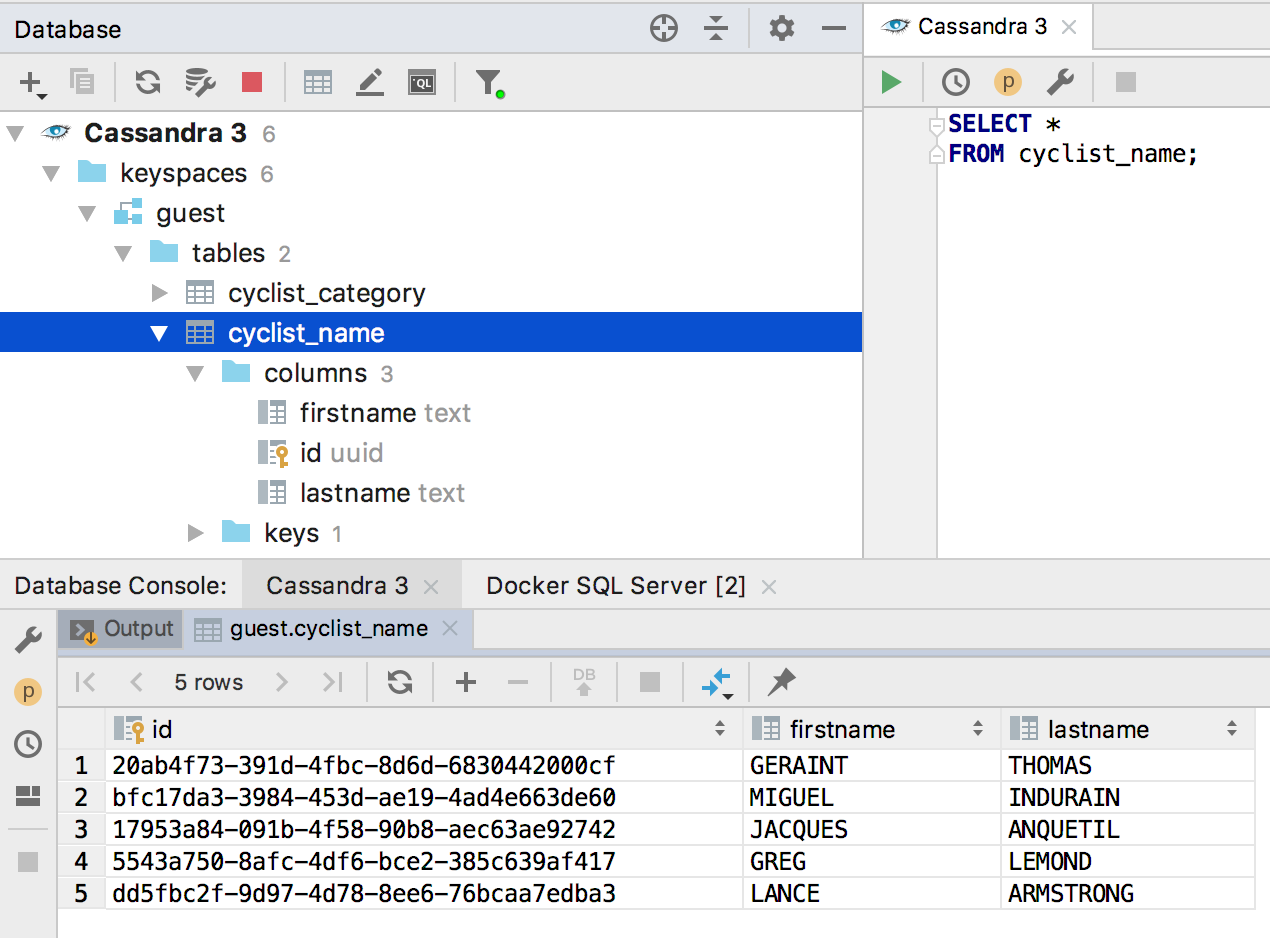 Database
Cassandra 3
QL
p
Cassandra 3 6
keyspaces 6
guest
tables 2
cyclist_category
cyclist_name
columns 3
firstname text
id uuid
lastname text
keys 1
SELECT *
FROM cyclist_name;
Database Console: Cassandra 3 Docker SQL Server [2]
Output guest.cyclist_name
p
5 rows DB
id firstname lastname
1 20ab4f73-391d-4fbc-8d6d-6830442000cf GERAINT THOMAS
2 bfc17da3-3984-453d-ae19-4ad4e663de60 MIGUEL INDURAIN
3 17953a84-091b-4f58-90b8-aec63ae92742 JACQUES ANQUETIL
4 5543a750-8afc-4df6-bce2-385c639af417 GREG LEMOND
5 dd5fbc2f-9d97-4d78-8ee6-76bcaa7edba3 LANCE ARMSTRONG